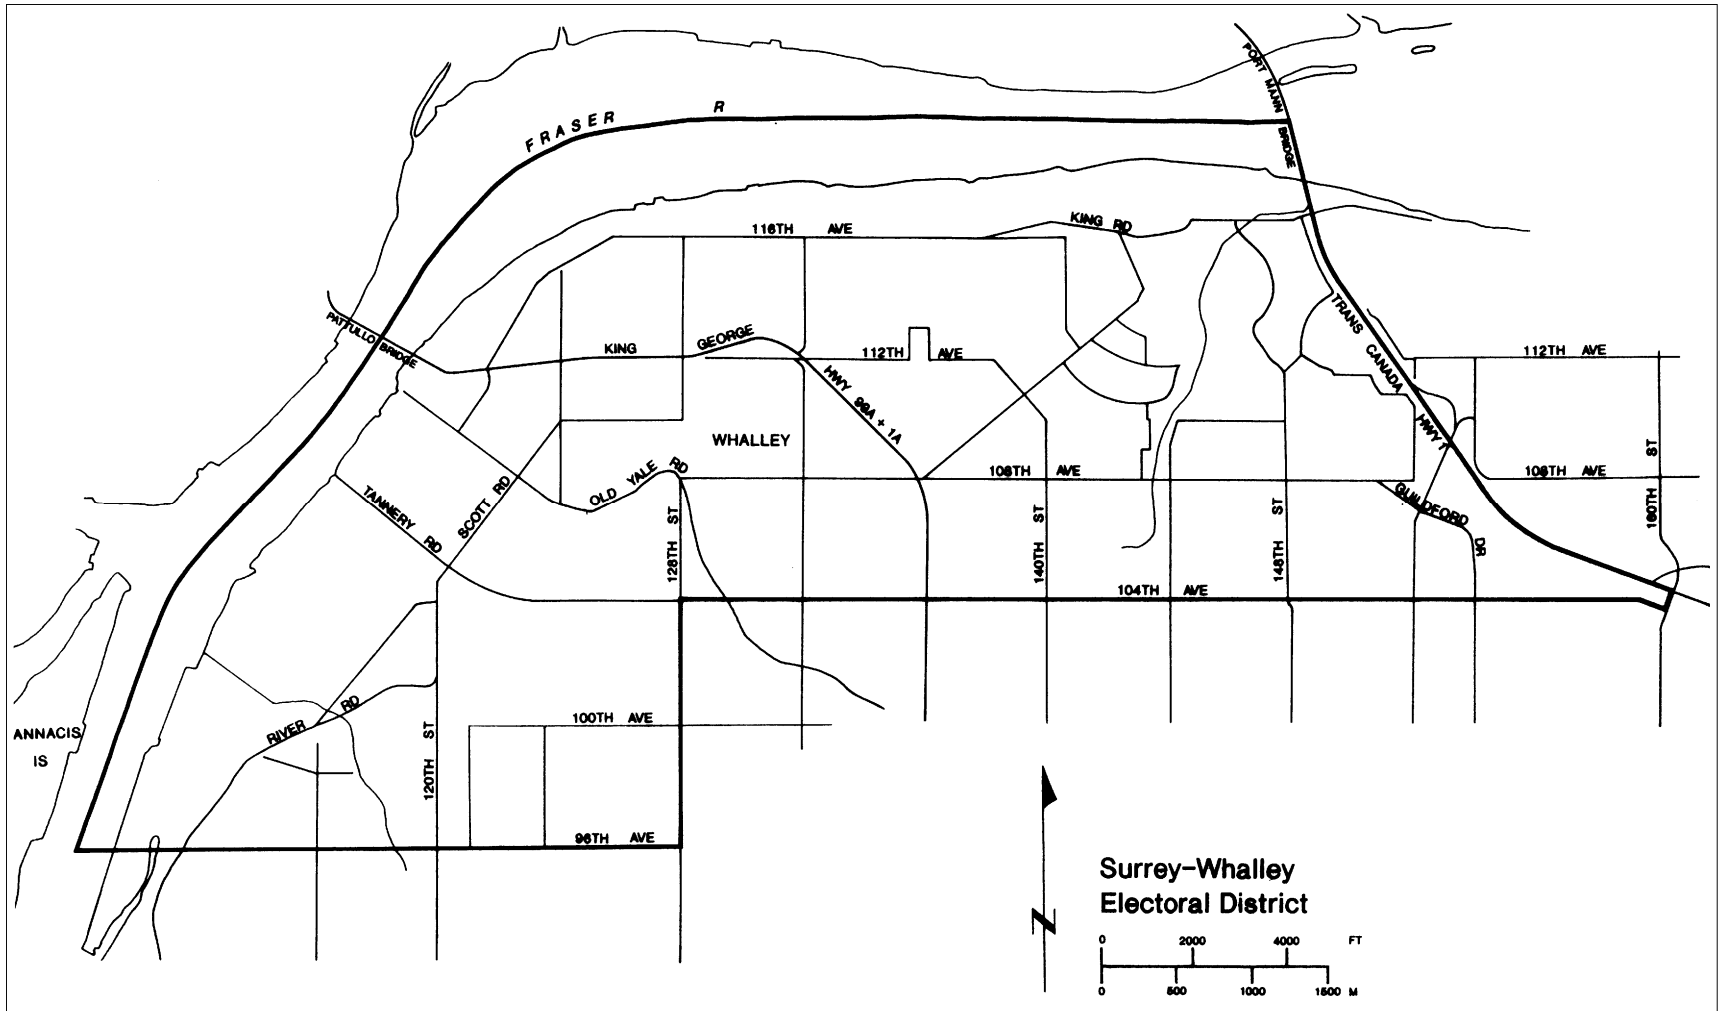 PORT MANN BRIDGE
FRASER R
KING RD
116TH AVE
PATTULLO BRIDGE
KING GEORGE HWY 99A + 1A
TRANS CANADA HWY 1
112TH AVE
112TH AVE
WHALLEY
OLD YALE RD
108TH AVE
108TH AVE
160TH ST
TANNERY RD
SCOTT RD
128TH ST
140TH ST
148TH ST
GUILDFORD DR
104TH AVE
RIVER RD
100TH AVE
120TH ST
ANNACIS
IS
96TH AVE
N
Surrey-Whalley
Electoral District
0 2000 4000 FT
0 500 1000 1500 M